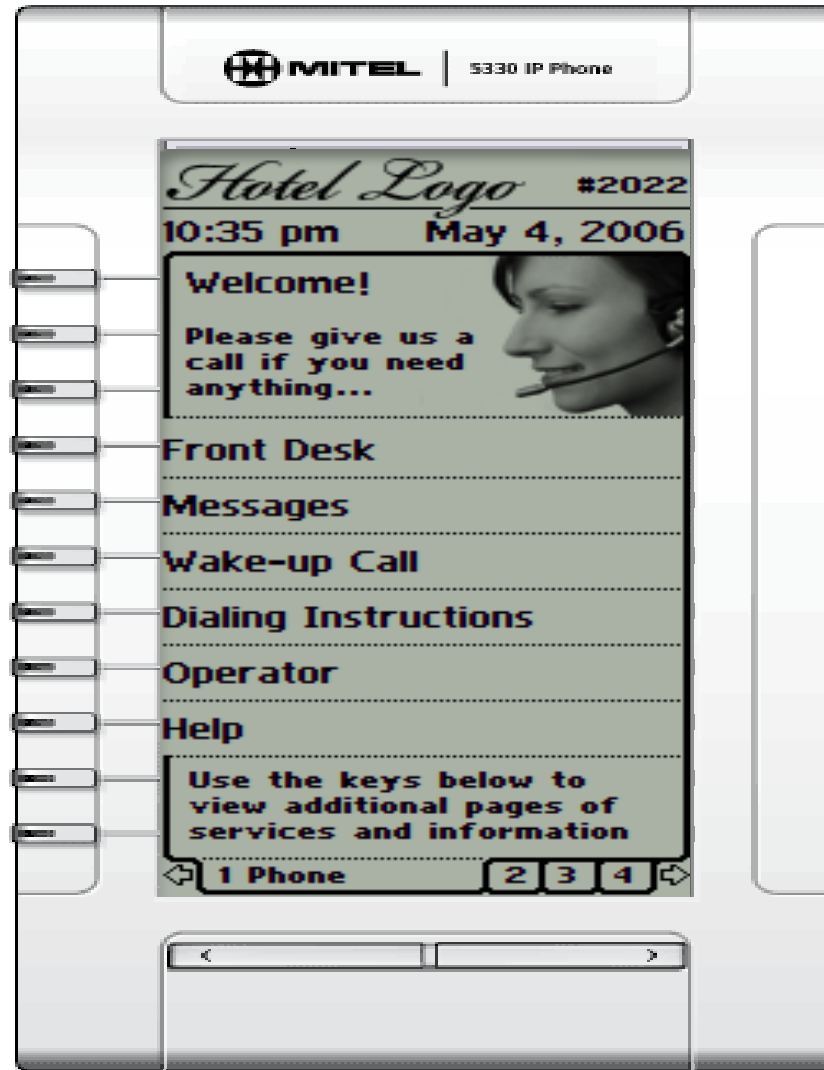 MITEL | 5330 IP Phone
Hotel Logo #2022
10:35 pm May 4, 2006
Welcome!
Please give us a
call if you need
anything...
Front Desk
Messages
Wake-up Call
Dialing Instructions
Operator
Help
Use the keys below to
view additional pages of
services and information
1 Phone 2 3 4
< >